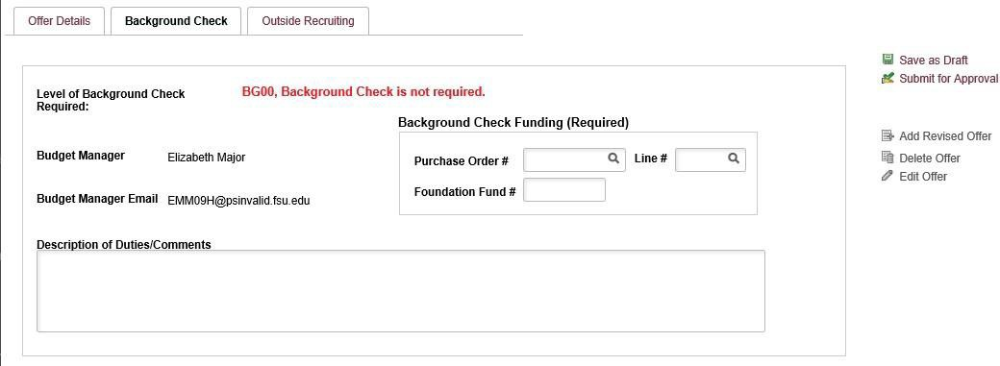 Offer Details
Background Check
Outside Recruiting
Save as Draft
Submit for Approval
Level of Background Check
Required:
BG00, Background Check is not required.
Background Check Funding (Required)
Add Revised Offer
Budget Manager
Elizabeth Major
Purchase Order #
Line #
Delete Offer
Edit Offer
Budget Manager Email
EMM09H@psinvalid.fsu.edu
Foundation Fund #
Description of Duties/Comments